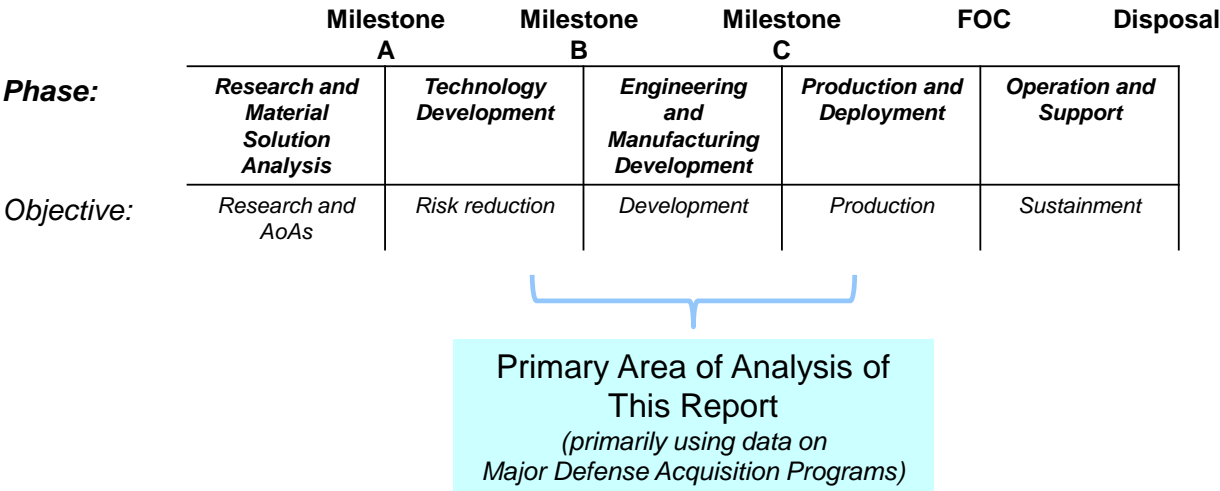 Milestone Milestone Milestone FOC Disposal
A B C
Phase: Research and Technology Engineering Production and Operation and
Material Development and Deployment Support
Solution Manufacturing
Analysis Development
Objective: Research and Risk reduction Development Production Sustainment
AoAs
Primary Area of Analysis of
This Report
(primarily using data on
Major Defense Acquisition Programs)